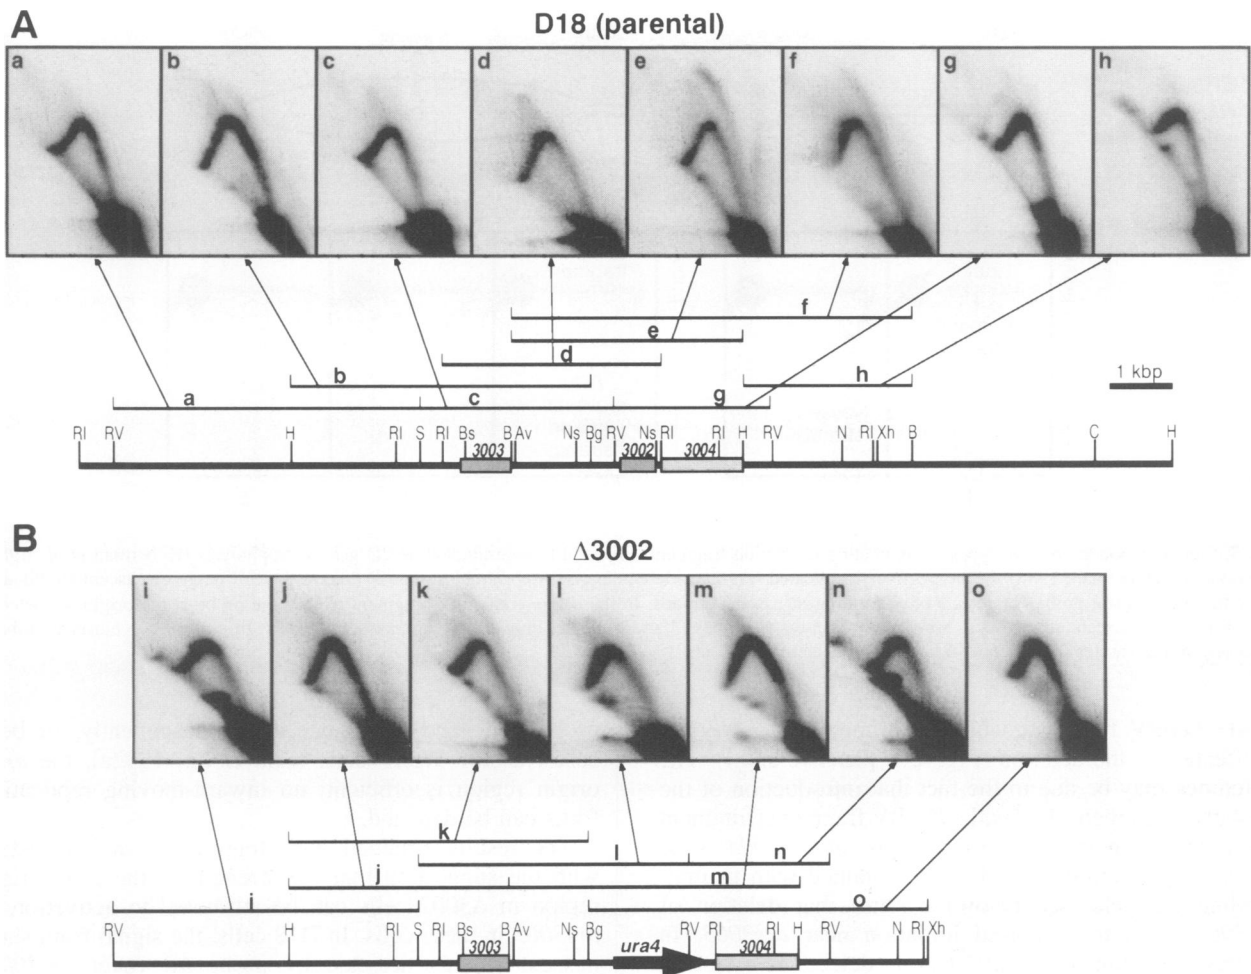 A
D18 (parental)
a b c d e f g h
f
e
d
b h 1 kbp
a c g
RI RV H RI S RI Bs B Av Ns Bg RV Ns RI RI H RV N RI Xh B C H
3003 3002 3004
B
Δ3002
i j k l m n o
k
l n
j m
i o
RV H RI S RI Bs B Av Ns Bg RV RI RI H RV N RI Xh
3003 ura4 3004